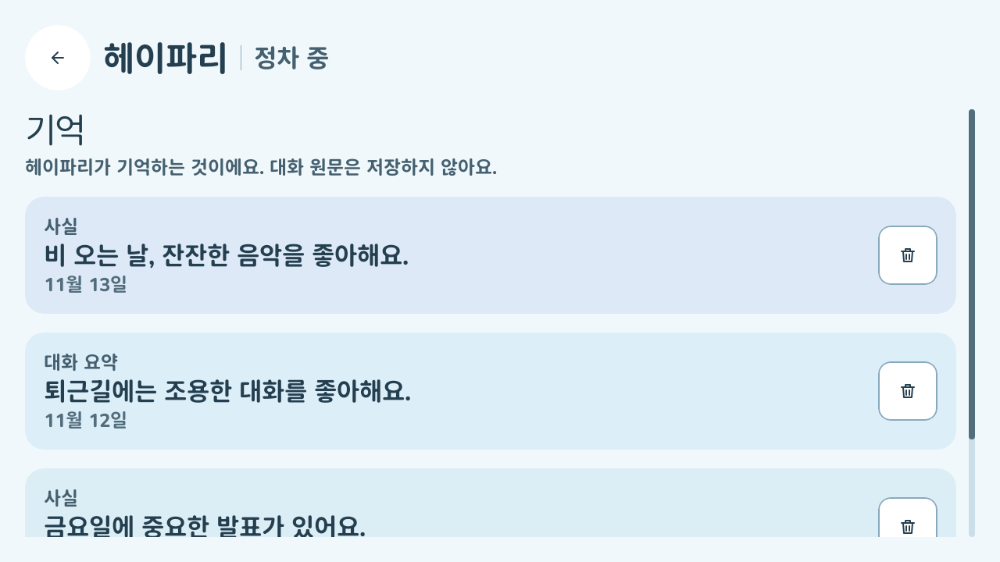 헤이파리 정차 중
기억
헤이파리가 기억하는 것이에요. 대화 원문은 저장하지 않아요.
사실
비 오는 날, 잔잔한 음악을 좋아해요.
11월 13일
대화 요약
퇴근길에는 조용한 대화를 좋아해요.
11월 12일
사실
금요일에 중요한 발표가 있어요.